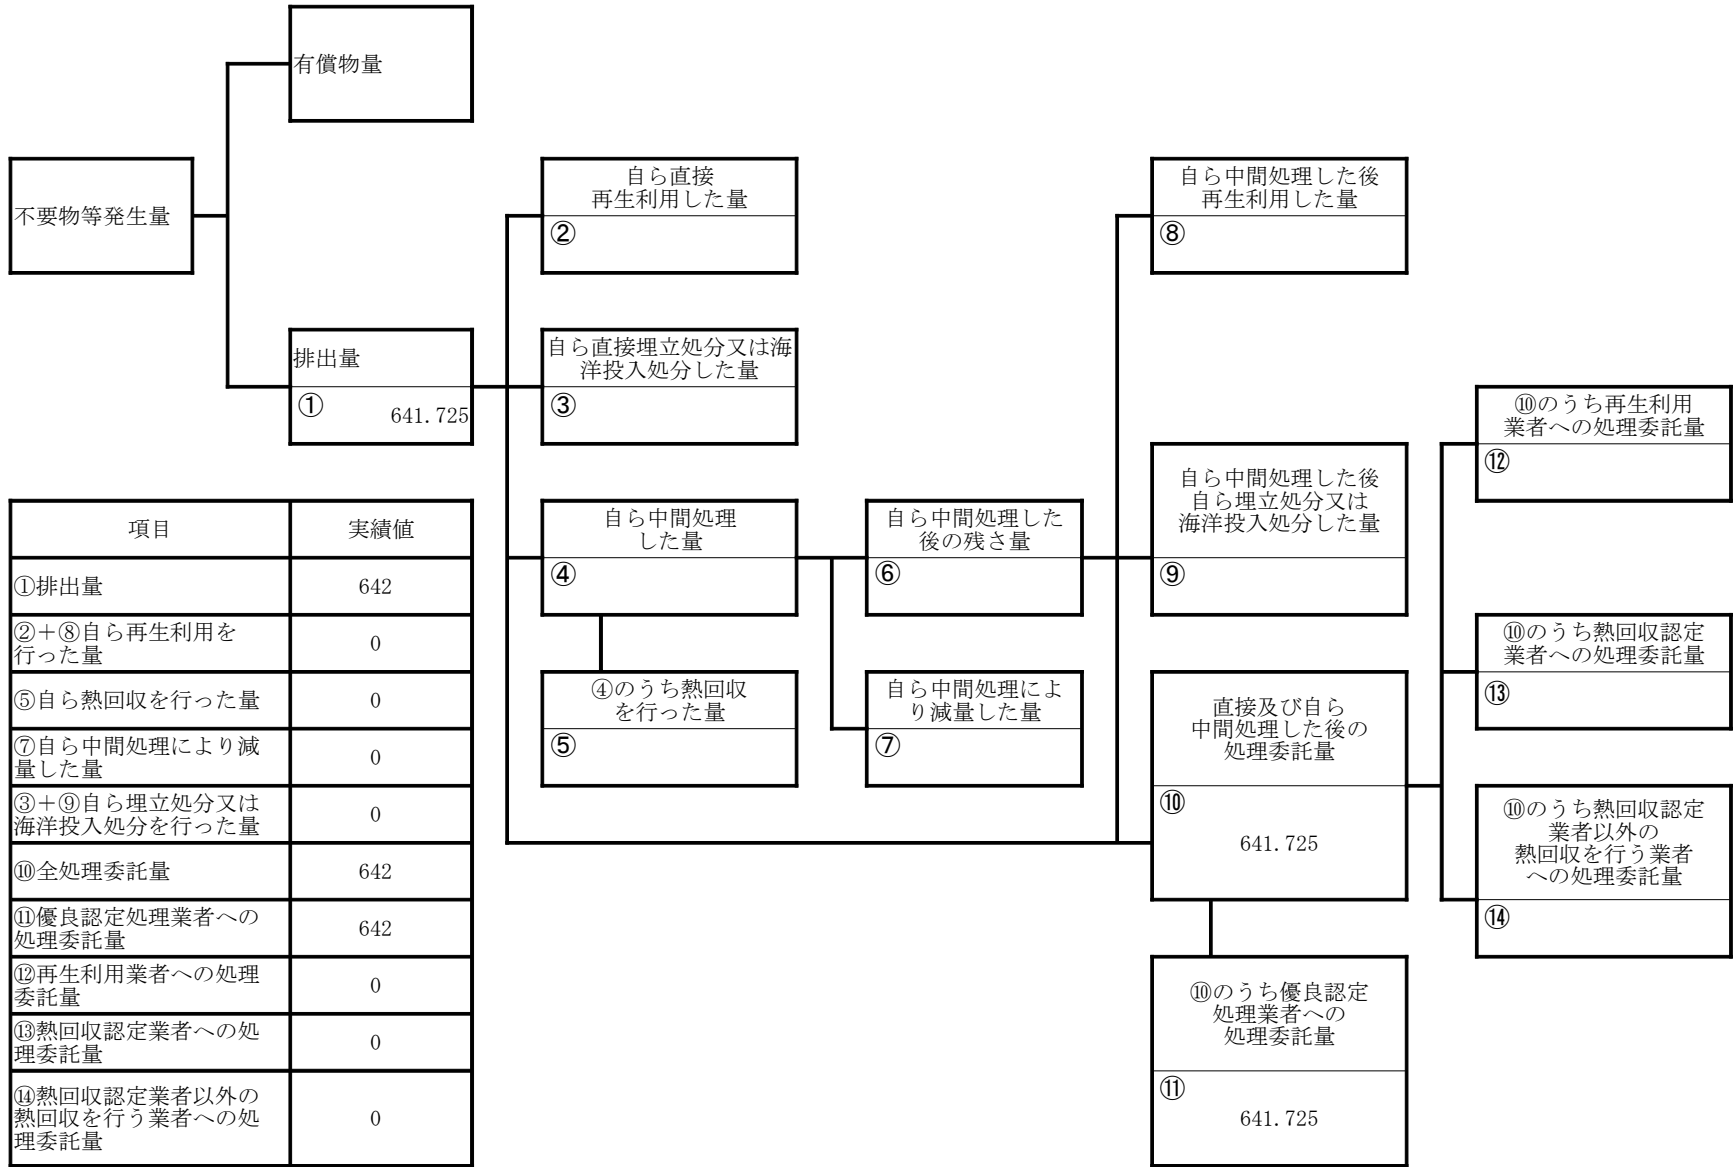 有償物量
不要物等発生量
自ら直接
再生利用した量
②
自ら中間処理した後
再生利用した量
⑧
排出量
① 641.725
自ら直接埋立処分又は海
洋投入処分した量
③
⑩のうち再生利用
業者への処理委託量
⑫
自ら中間処理
した量
④
自ら中間処理した
後の残さ量
⑥
自ら中間処理した後
自ら埋立処分又は
海洋投入処分した量
⑨
⑩のうち熱回収認定
業者への処理委託量
⑬
④のうち熱回収
を行った量
⑤
自ら中間処理によ
り減量した量
⑦
直接及び自ら
中間処理した後の
処理委託量
⑩
641.725
⑩のうち熱回収認定
業者以外の
熱回収を行う業者
への処理委託量
⑭
⑩のうち優良認定
処理業者への
処理委託量
⑪
641.725
項目 実績値
①排出量 642
②＋⑧自ら再生利用を
行った量 0
⑤自ら熱回収を行った量 0
⑦自ら中間処理により減
量した量 0
③＋⑨自ら埋立処分又は
海洋投入処分を行った量 0
⑩全処理委託量 642
⑪優良認定処理業者への
処理委託量 642
⑫再生利用業者への処理
委託量 0
⑬熱回収認定業者への処
理委託量 0
⑭熱回収認定業者以外の
熱回収を行う業者への処
理委託量 0